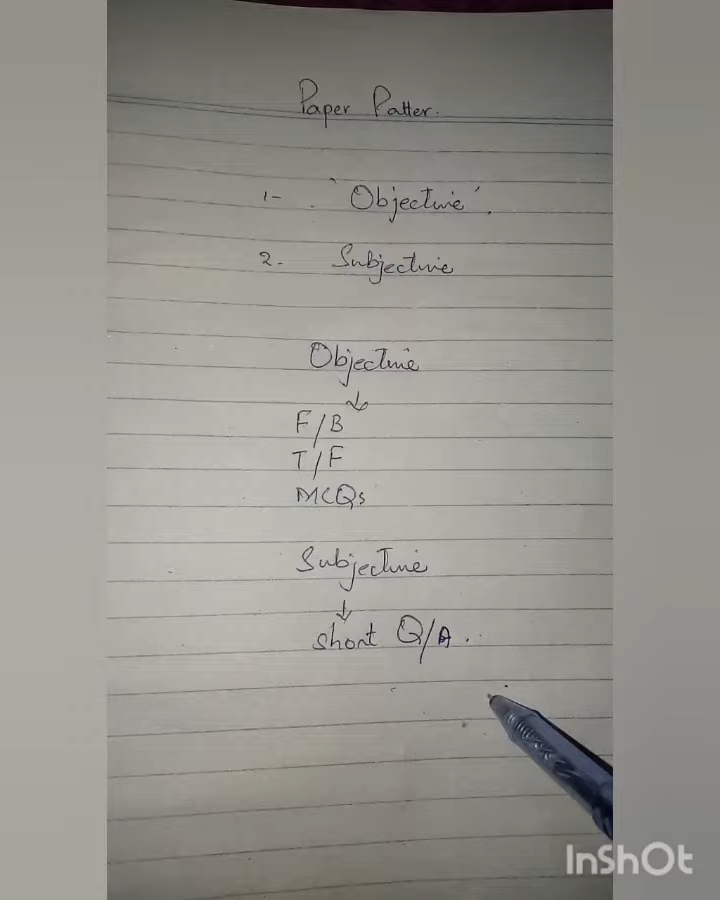 Paper Patter.
1- . "Objective".
2- Subjective
Objective
↓
F/B
T/F
MCQs
Subjective
↓
short Q/A.
InShOt